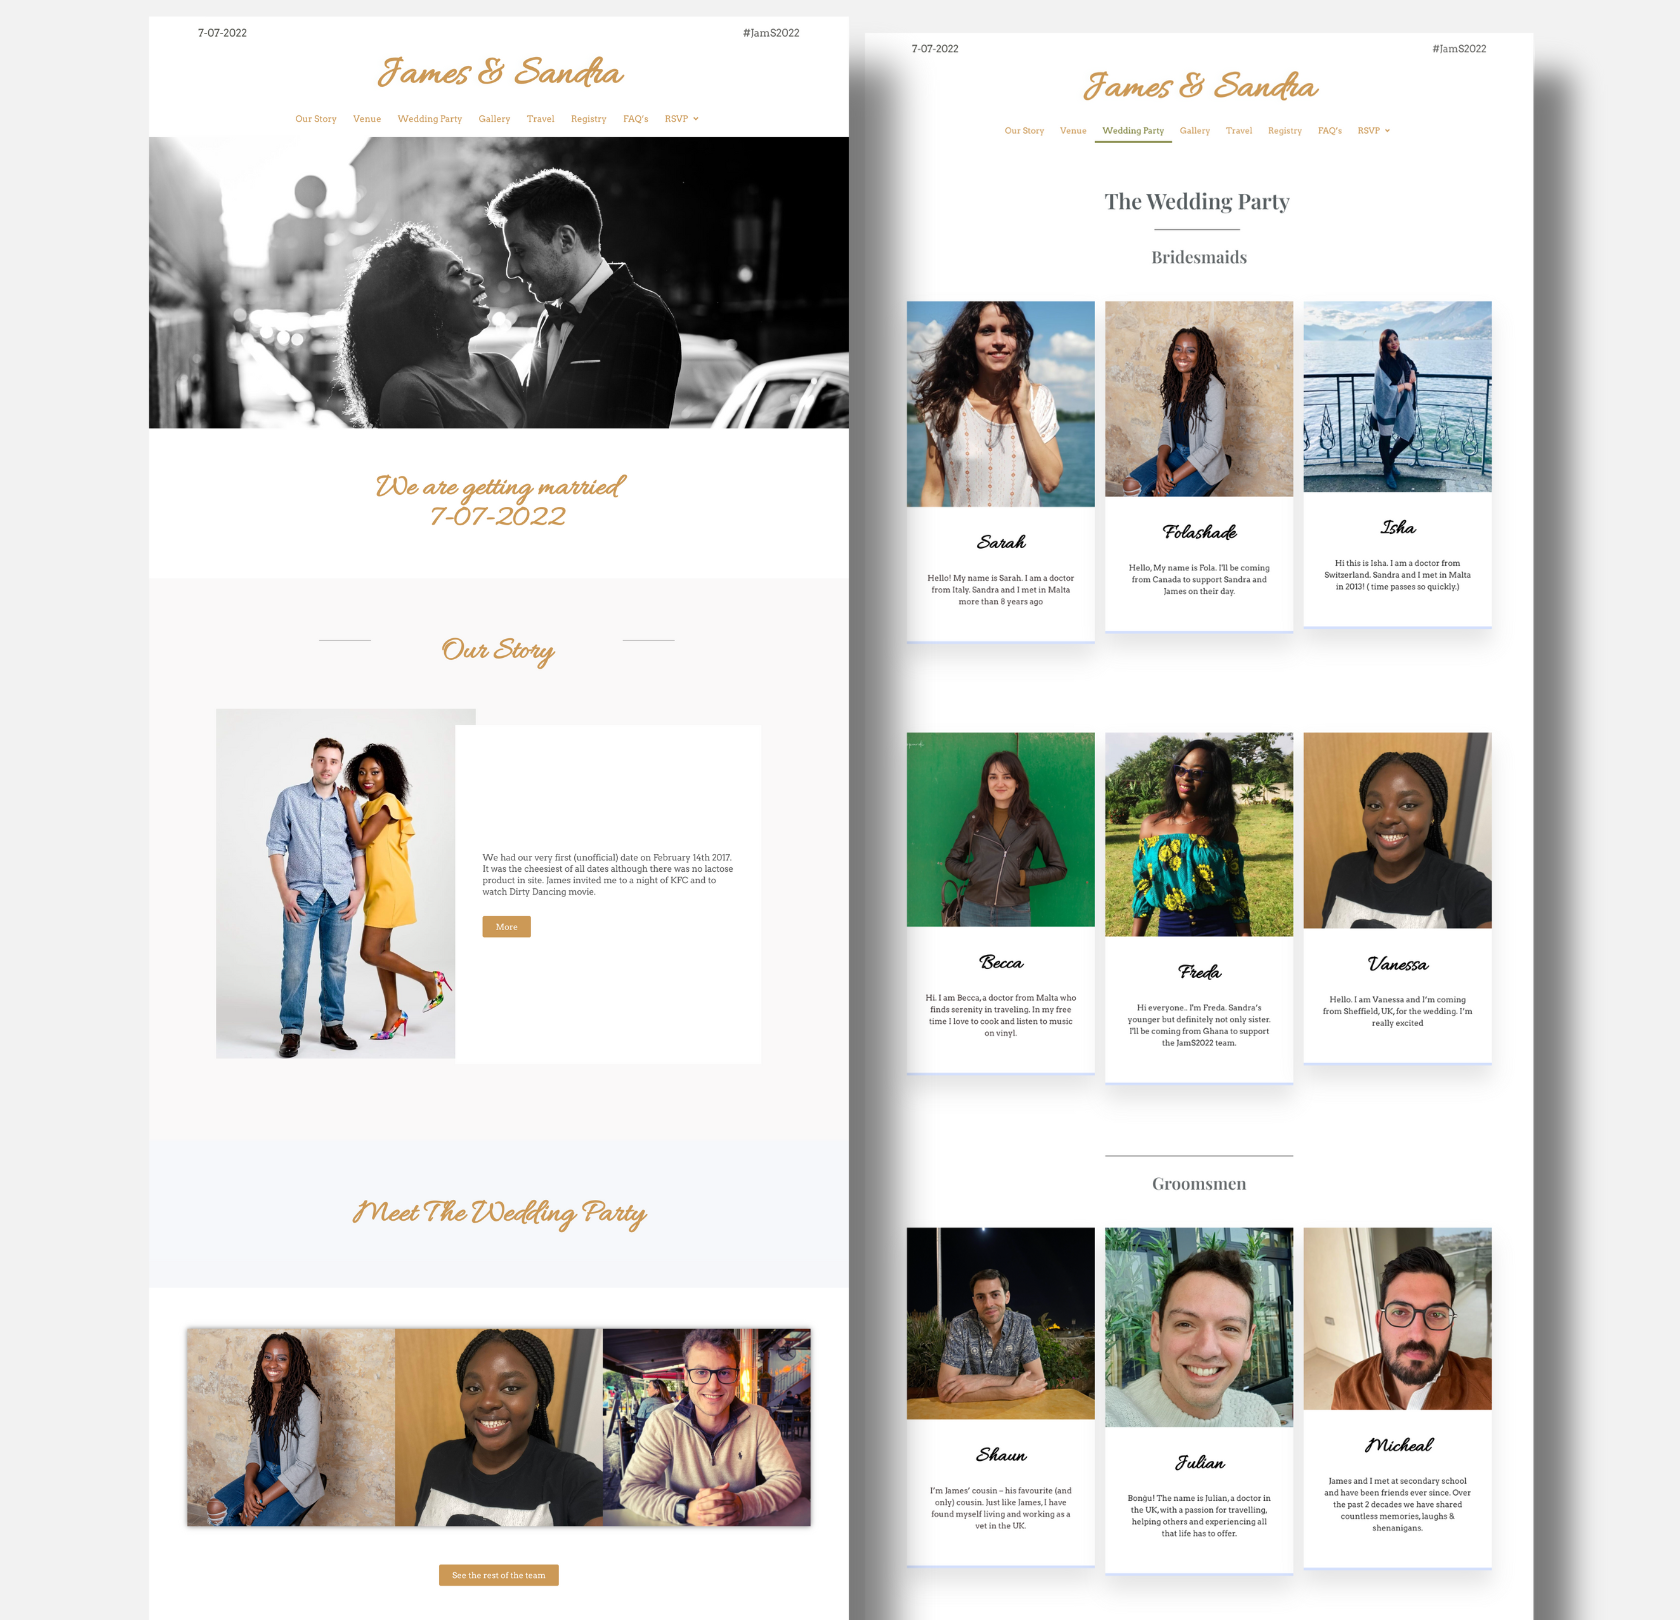 7-07-2022
#JamS2022
James & Sandra
Our Story Venue Wedding Party Gallery Travel Registry FAQ's RSVP
We are getting married
7-07-2022
Our Story
We had our very first (unofficial) date on February 14th 2017.
It was the cheesiest of all dates although there was no lactose
product in site. James invited me to a night of KFC and to
watch Dirty Dancing movie.
More
Meet The Wedding Party
See the rest of the team
7-07-2022
#JamS2022
James & Sandra
Our Story Venue Wedding Party Gallery Travel Registry FAQ's RSVP
The Wedding Party
Bridesmaids
Sarah
Hello! My name is Sarah. I am a doctor
from Italy. Sandra and I met in Malta
more than 8 years ago
Folashade
Hello, My name is Fola. I'll be coming
from Canada to support Sandra and
James on their day.
Isha
Hi this is Isha. I am a doctor from
Switzerland. Sandra and I met in Malta
in 2013! ( time passes so quickly.)
Becca
Hi. I am Becca, a doctor from Malta who
finds serenity in traveling. In my free
time I love to cook and listen to music
on vinyl.
Freda
Hi everyone.. I'm Freda. Sandra's
younger but definitely not only sister.
I'll be coming from Ghana to support
the JamS2022 team.
Vanessa
Hello. I am Vanessa and I'm coming
from Sheffield, UK, for the wedding. I'm
really excited
Groomsmen
Shaun
I'm James' cousin – his favourite (and
only) cousin. Just like James, I have
found myself living and working as a
vet in the UK.
Julian
Bonġu! The name is Julian, a doctor in
the UK, with a passion for travelling,
helping others and experiencing all
that life has to offer.
Micheal
James and I met at secondary school
and have been friends ever since. Over
the past 2 decades we have shared
countless memories, laughs &
shenanigans.